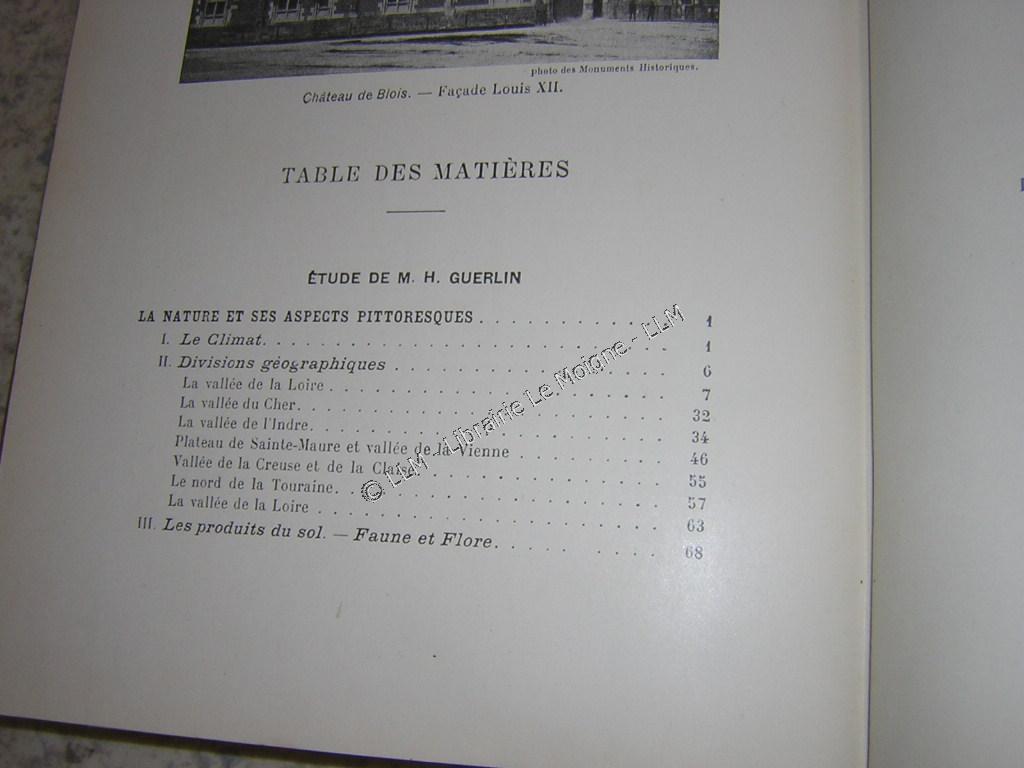 photo des Monuments Historiques.
Château de Blois. — Façade Louis XII.
TABLE DES MATIÈRES
ÉTUDE DE M. H. GUERLIN
LA NATURE ET SES ASPECTS PITTORESQUES . . . . . . . . . . . 1
I. Le Climat. . . . . . . . . . . . . . . . . . . . . . . . 1
II. Divisions géographiques . . . . . . . . . . . . . . . . 6
La vallée de la Loire . . . . . . . . . . . . . . . . . . . 7
La vallée du Cher. . . . . . . . . . . . . . . . . . . . . 32
La vallée de l'Indre. . . . . . . . . . . . . . . . . . . . 34
Plateau de Sainte-Maure et vallée de la Vienne . . . . . . . 46
Vallée de la Creuse et de la Claise . . . . . . . . . . . . 55
Le nord de la Touraine. . . . . . . . . . . . . . . . . . . 57
La vallée de la Loire . . . . . . . . . . . . . . . . . . . 63
III. Les produits du sol. — Faune et Flore. . . . . . . . . 68
© LLM - Librairie Le Moigne - LLM